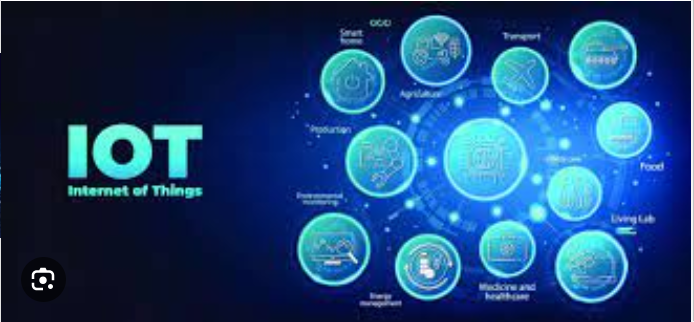 IOT
Internet of Things
Smart
home
Agriculture
Transport
Production
Food
Environmental
monitoring
Living Lab
Energy
management
Medicine and
healthcare